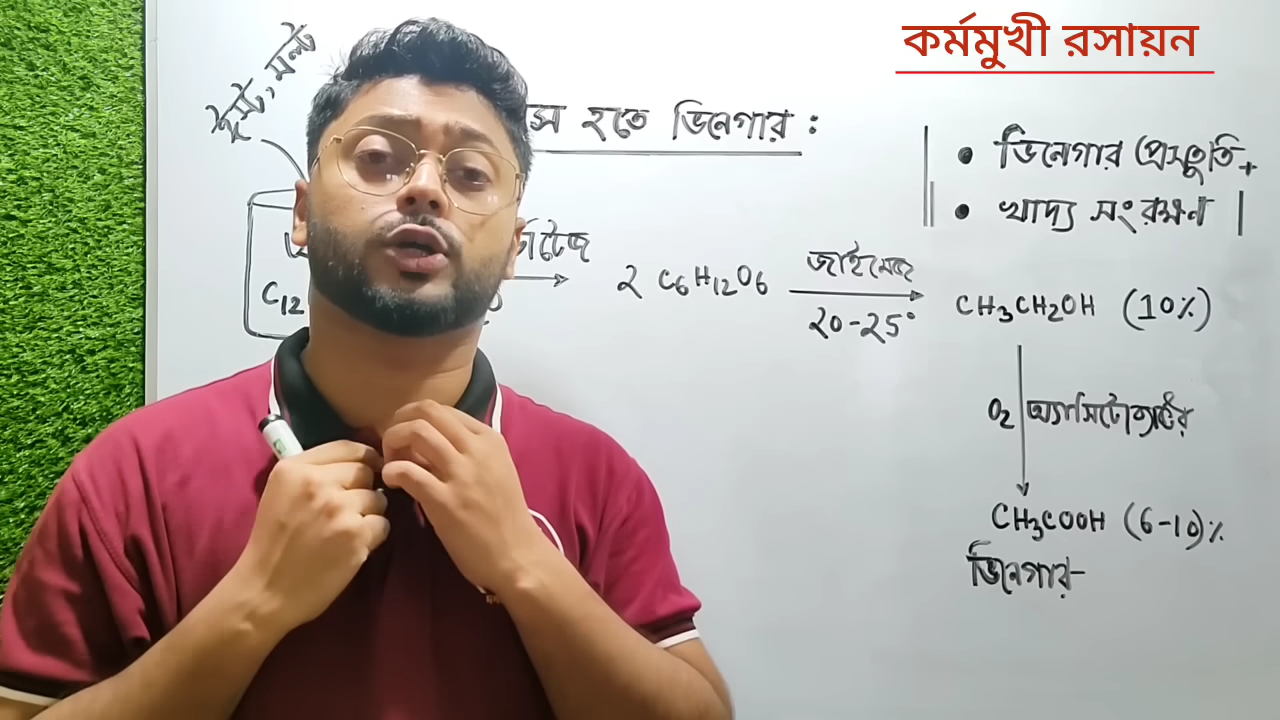 কর্মমুখী রসায়ন
ইস্ট, মল্ট
স হতে ভিনেগার :
• ভিনেগার প্রস্তুতি +
• খাদ্য সংরক্ষণ
C12
2 C6H12O6
জাইমেজ
20-25°
CH3CH2OH (10%)
O2
CH3COOH (6-10)%
ভিনেগার